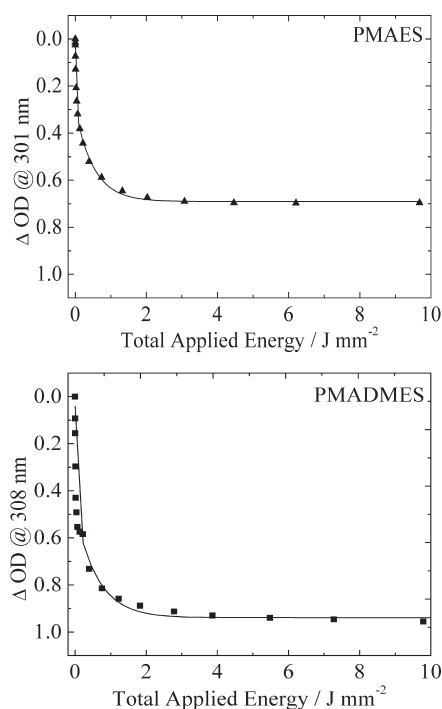 PMAES
0.0
0.2
0.4
0.6
0.8
1.0
Δ OD @ 301 nm
0 2 4 6 8 10
Total Applied Energy / J mm⁻²
PMADMES
0.0
0.2
0.4
0.6
0.8
1.0
Δ OD @ 308 nm
0 2 4 6 8 10
Total Applied Energy / J mm⁻²